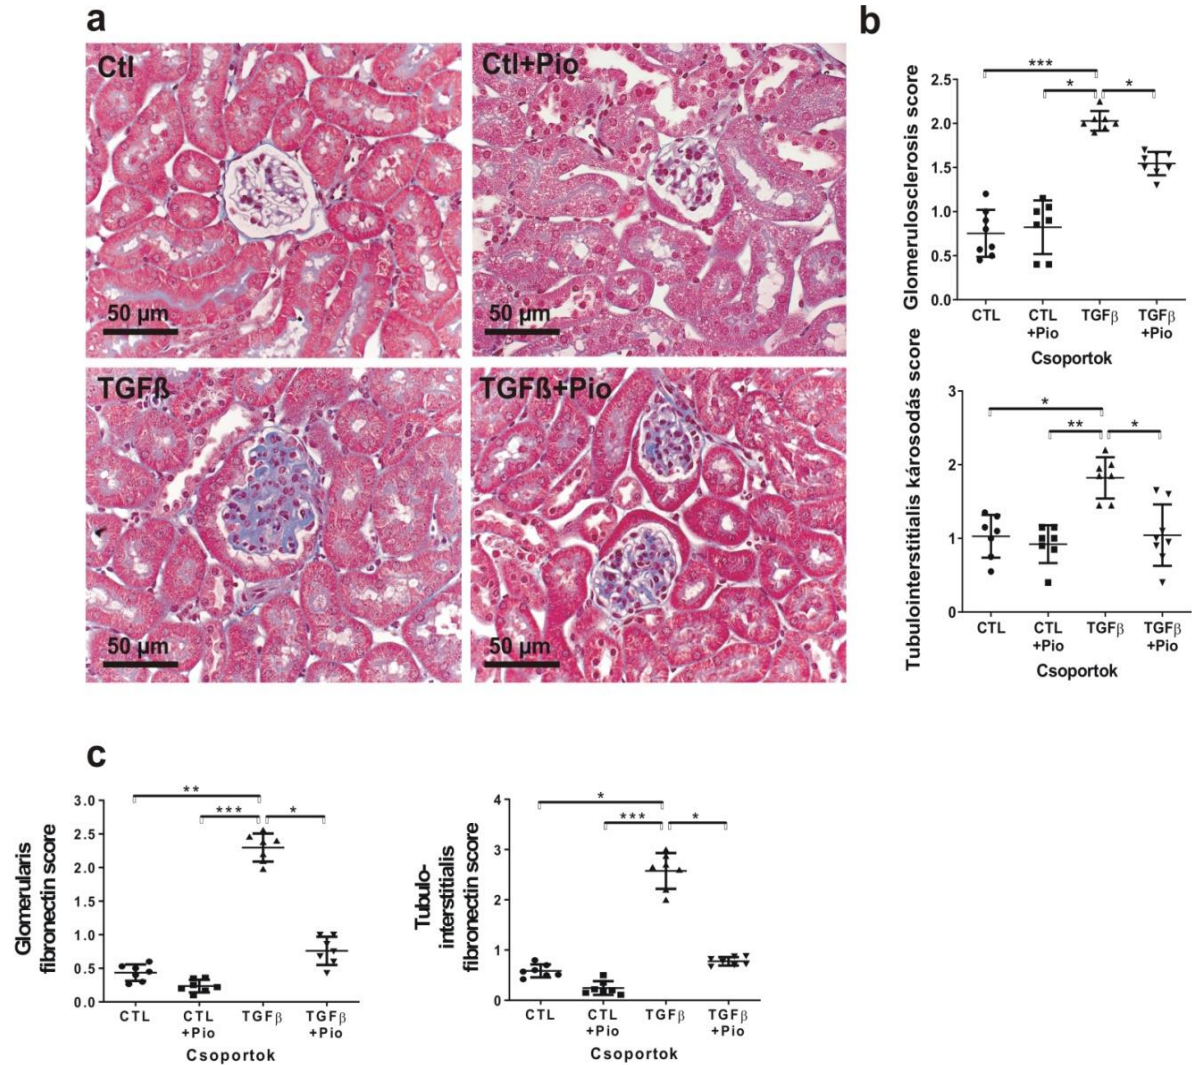 a
Ctl
50 µm
Ctl+Pio
50 µm
TGFß
50 µm
TGFß+Pio
50 µm
b
Glomerulosclerosis score
2.5
2.0
1.5
1.0
0.5
0.0
***
*
*
CTL
CTL
+Pio
TGFβ
TGFβ
+Pio
Csoportok
Tubulointerstitialis károsodás score
3
2
1
0
*
**
*
CTL
CTL
+Pio
TGFβ
TGFβ
+Pio
Csoportok
c
Glomerularis
fibronectin score
3.0
2.5
2.0
1.5
1.0
0.5
0.0
**
***
*
CTL
CTL
+Pio
TGFβ
TGFβ
+Pio
Csoportok
Tubulo-
interstitialis
fibronectin score
4
3
2
1
0
*
***
*
CTL
CTL
+Pio
TGFβ
TGFβ
+Pio
Csoportok